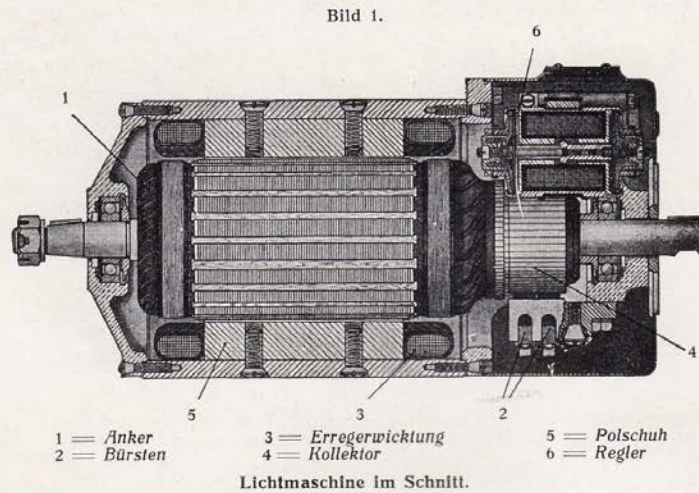 Bild 1.
6
1
5
3
2
4
1 = Anker 3 = Erregerwicktung 5 = Polschuh
2 = Bürsten 4 = Kollektor 6 = Regler
Lichtmaschine im Schnitt.